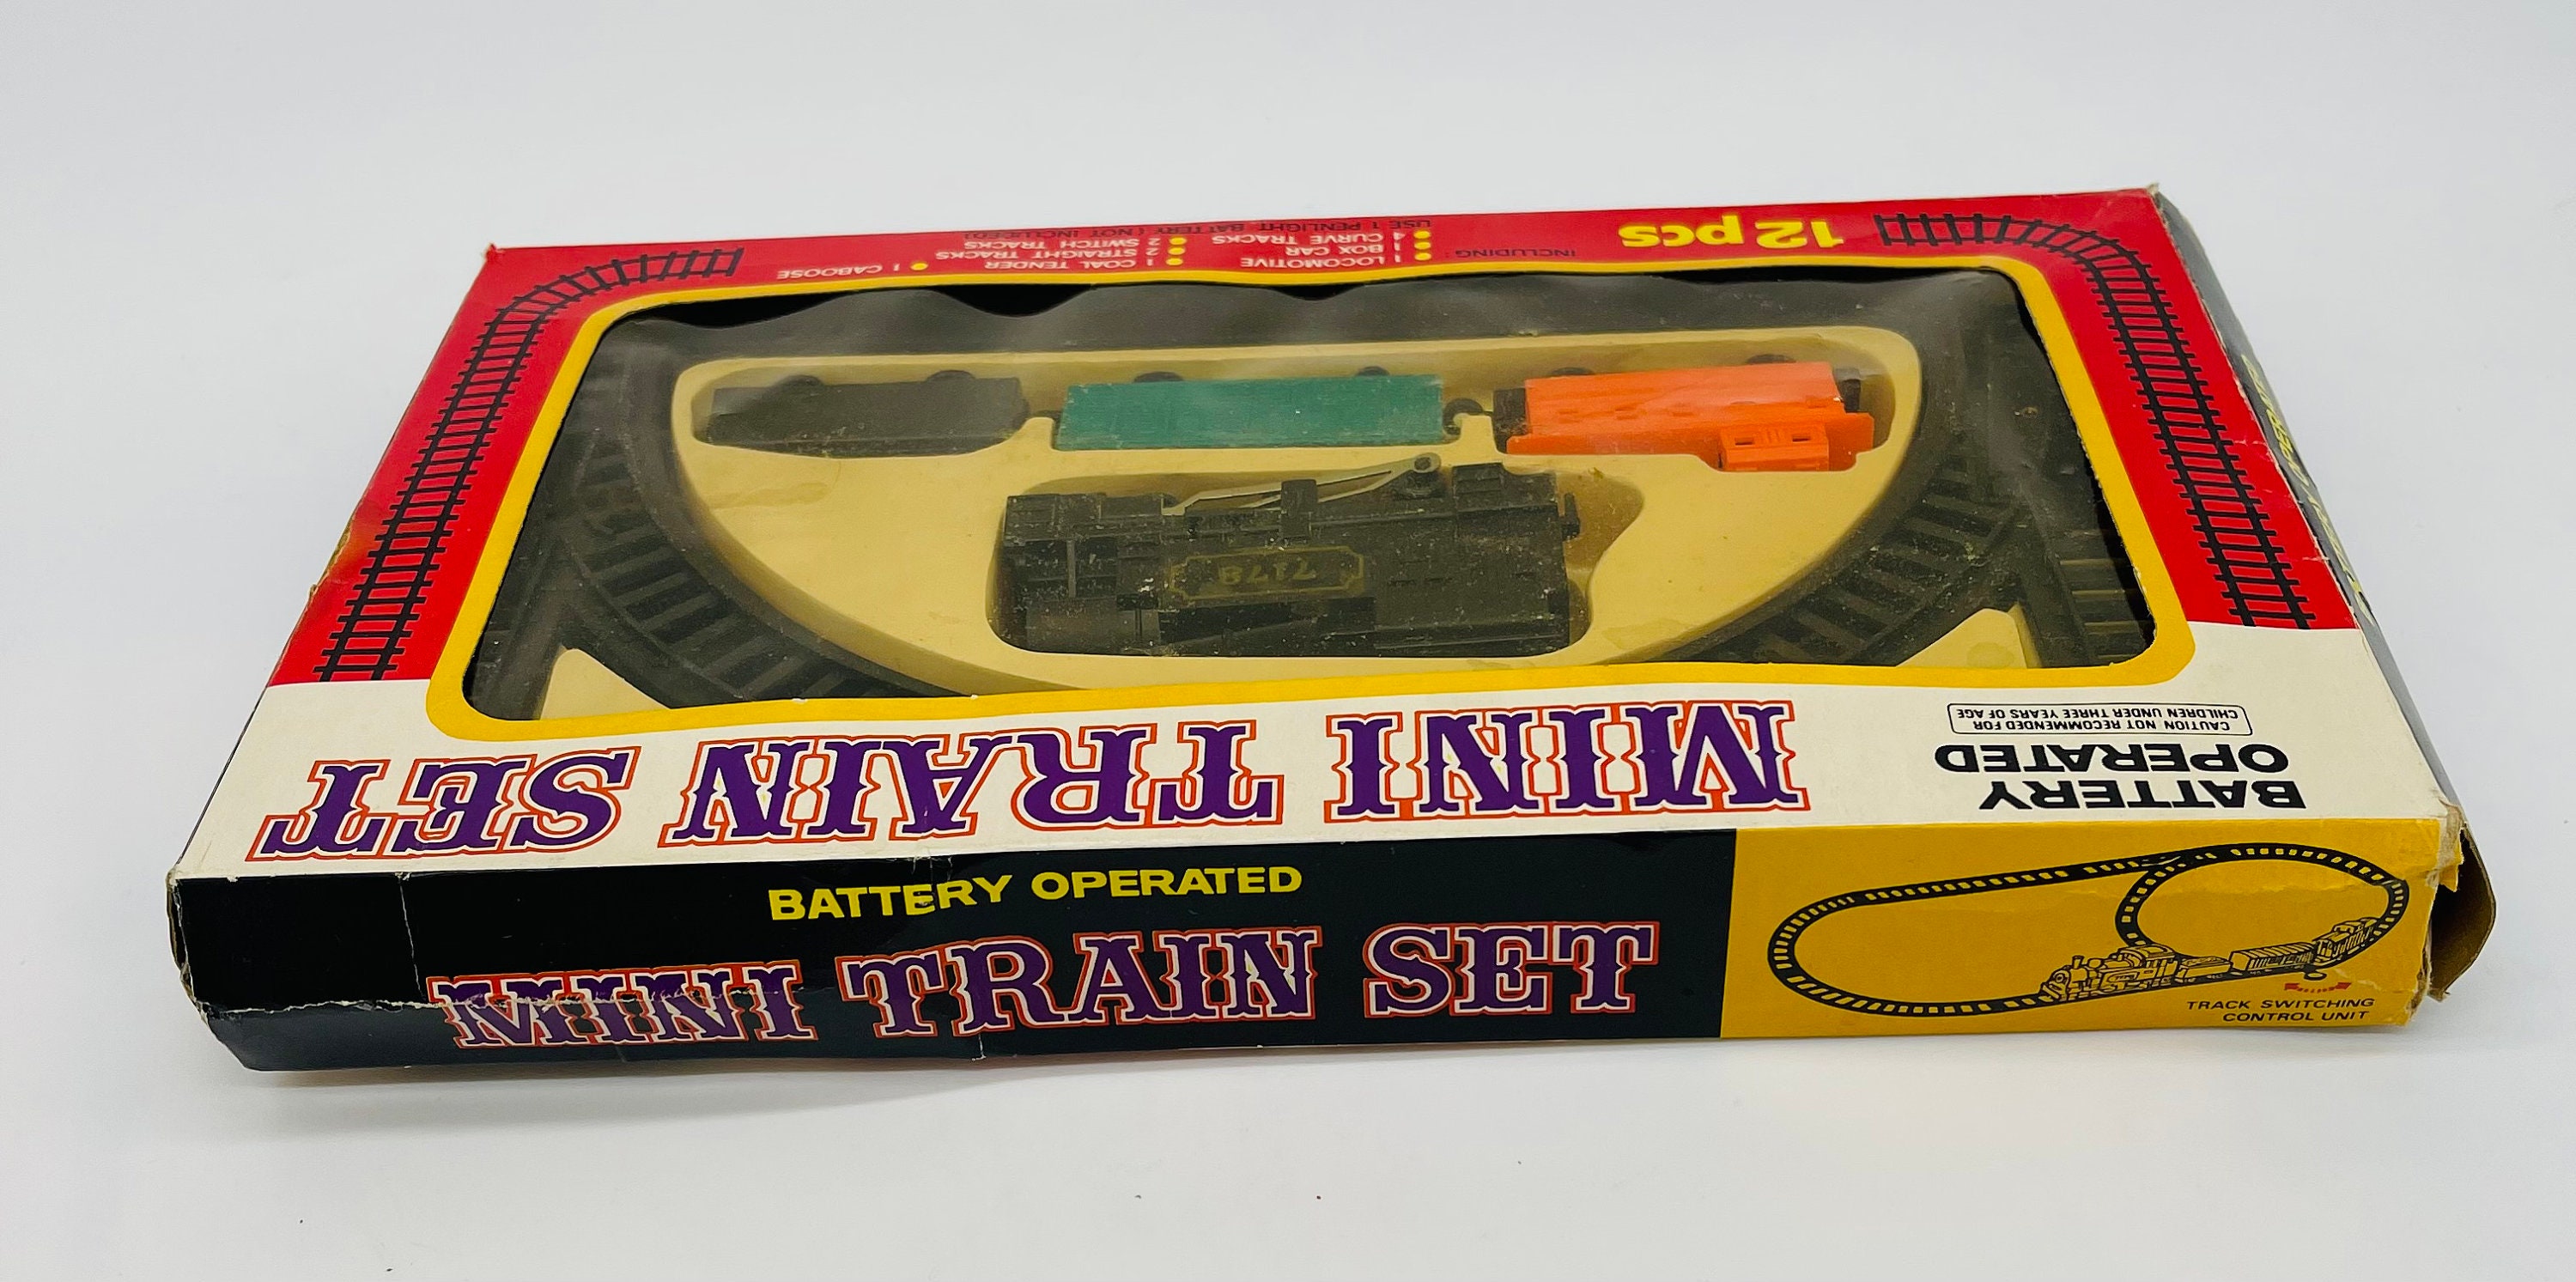 12 pcs
INCLUDING:
1 LOCOMOTIVE
1 BOX CAR
4 CURVE TRACKS
1 COAL TENDER
2 STRAIGHT TRACKS
2 SWITCH TRACKS
1 CABOOSE
USE 1 PENLIGHT BATTERY (NOT INCLUDED)
7178
MINI TRAIN SET
BATTERY
OPERATED
CAUTION NOT RECOMMENDED FOR
CHILDREN UNDER THREE YEARS OF AGE
BATTERY OPERATED
MINI TRAIN SET
TRACK SWITCHING
CONTROL UNIT